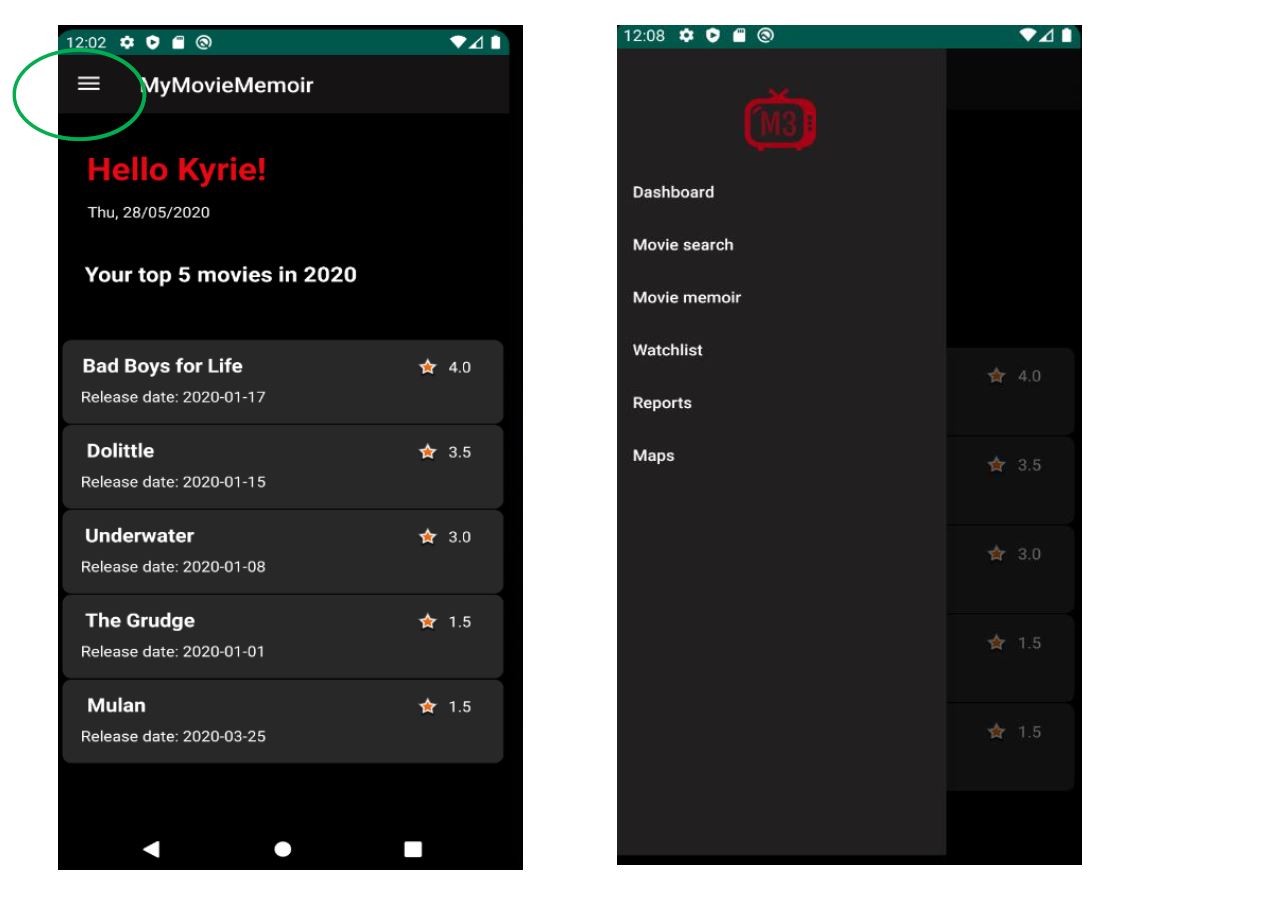 12:02
MyMovieMemoir
Hello Kyrie!
Thu, 28/05/2020
Your top 5 movies in 2020
Bad Boys for Life 4.0
Release date: 2020-01-17
Dolittle 3.5
Release date: 2020-01-15
Underwater 3.0
Release date: 2020-01-08
The Grudge 1.5
Release date: 2020-01-01
Mulan 1.5
Release date: 2020-03-25
12:08
M3
Dashboard
Movie search
Movie memoir
Watchlist
Reports
Maps
4.0
3.5
3.0
1.5
1.5